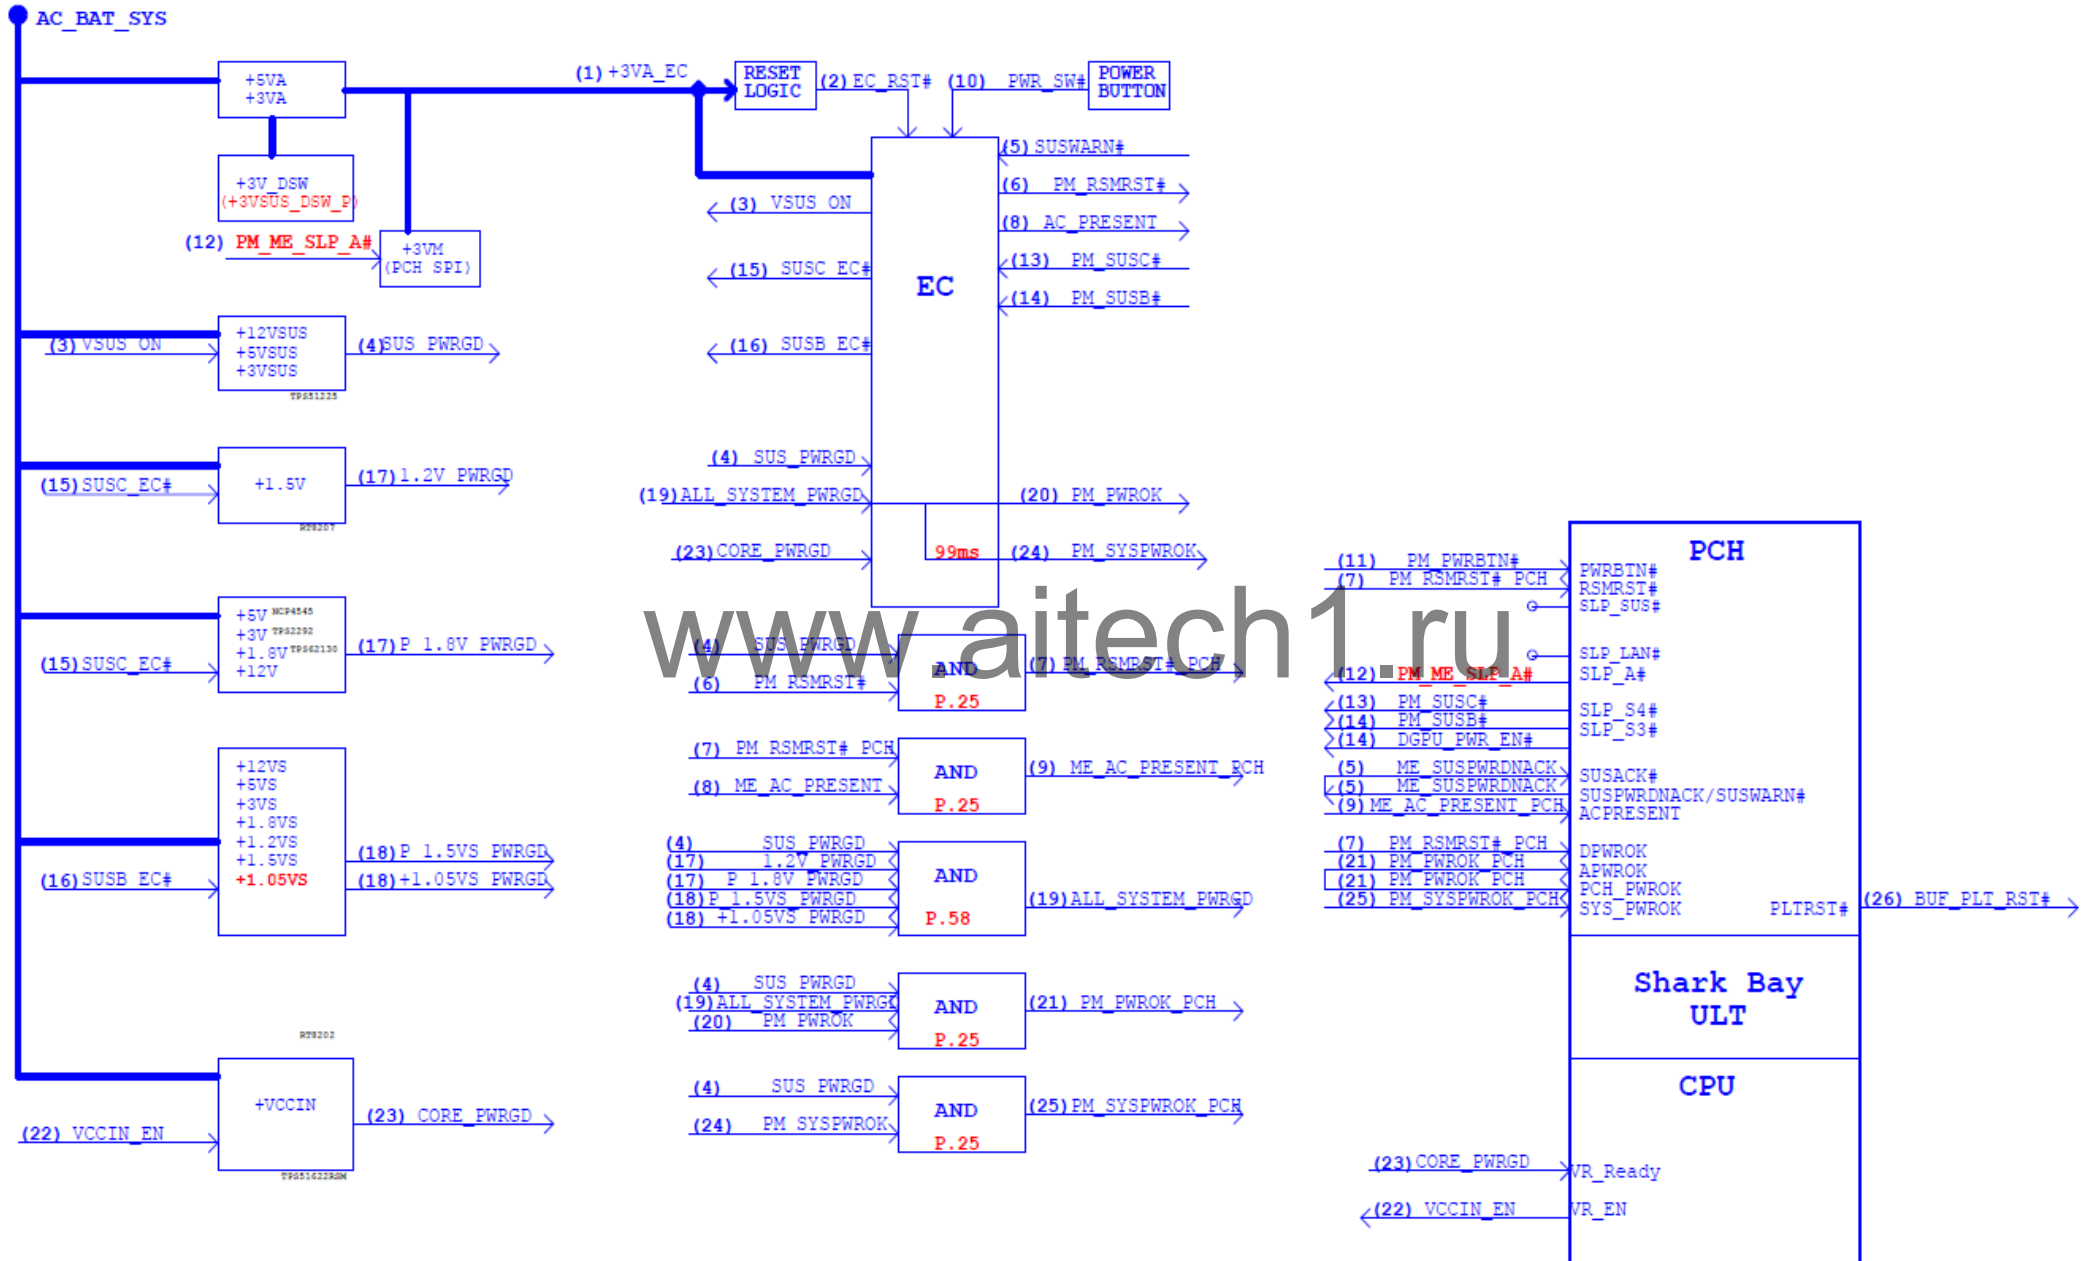 AC_BAT_SYS
+5VA
+3VA
(1) +3VA_EC
RESET
LOGIC
(2) EC_RST#
(10) PWR_SW#
POWER
BUTTON
+3V_DSW
(+3VSUS_DSW_P)
(12) PM_ME_SLP_A#
+3VM
(PCH SPI)
(3) VSUS_ON
+12VSUS
+5VSUS
+3VSUS
(4) SUS_PWRGD
TPS51225
(15) SUSC_EC#
+1.5V
(17) 1.2V_PWRGD
RT8207
+5V NCP4545
+3V TPS2292
+1.8V TPS62130
+12V
(15) SUSC_EC#
(17) P_1.8V_PWRGD
+12VS
+5VS
+3VS
+1.8VS
+1.2VS
+1.5VS
+1.05VS
(16) SUSB_EC#
(18) P_1.5VS_PWRGD
(18) +1.05VS_PWRGD
RT8202
+VCCIN
(22) VCCIN_EN
(23) CORE_PWRGD
TPS51622RSM
EC
(3) VSUS_ON
(15) SUSC_EC#
(16) SUSB_EC#
(4) SUS_PWRGD
(19) ALL_SYSTEM_PWRGD
(23) CORE_PWRGD
(5) SUSWARN#
(6) PM_RSMRST#
(8) AC_PRESENT
(13) PM_SUSC#
(14) PM_SUSB#
(20) PM_PWROK
99ms
(24) PM_SYSPWROK
www.aitech1.ru
(4) SUS_PWRGD
(6) PM_RSMRST#
AND
P.25
(7) PM_RSMRST#_PCH
(7) PM_RSMRST#_PCH
(8) ME_AC_PRESENT
AND
P.25
(9) ME_AC_PRESENT_PCH
(4) SUS_PWRGD
(17) 1.2V_PWRGD
(17) P_1.8V_PWRGD
(18) P_1.5VS_PWRGD
(18) +1.05VS_PWRGD
AND
P.58
(19) ALL_SYSTEM_PWRGD
(4) SUS_PWRGD
(19) ALL_SYSTEM_PWRGD
(20) PM_PWROK
AND
P.25
(21) PM_PWROK_PCH
(4) SUS_PWRGD
(24) PM_SYSPWROK
AND
P.25
(25) PM_SYSPWROK_PCH
PCH
(11) PM_PWRBTN# PWRBTN#
(7) PM_RSMRST#_PCH RSMRST#
SLP_SUS#
SLP_LAN#
(12) PM_ME_SLP_A# SLP_A#
(13) PM_SUSC# SLP_S4#
(14) PM_SUSB# SLP_S3#
(14) DGPU_PWR_EN#
(5) ME_SUSPWRDNACK SUSACK#
(5) ME_SUSPWRDNACK SUSPWRDNACK/SUSWARN#
(9) ME_AC_PRESENT_PCH ACPRESENT
(7) PM_RSMRST#_PCH DPWROK
(21) PM_PWROK_PCH APWROK
(21) PM_PWROK_PCH PCH_PWROK
(25) PM_SYSPWROK_PCH SYS_PWROK
PLTRST# (26) BUF_PLT_RST#
Shark Bay
ULT
CPU
(23) CORE_PWRGD VR_Ready
(22) VCCIN_EN VR_EN